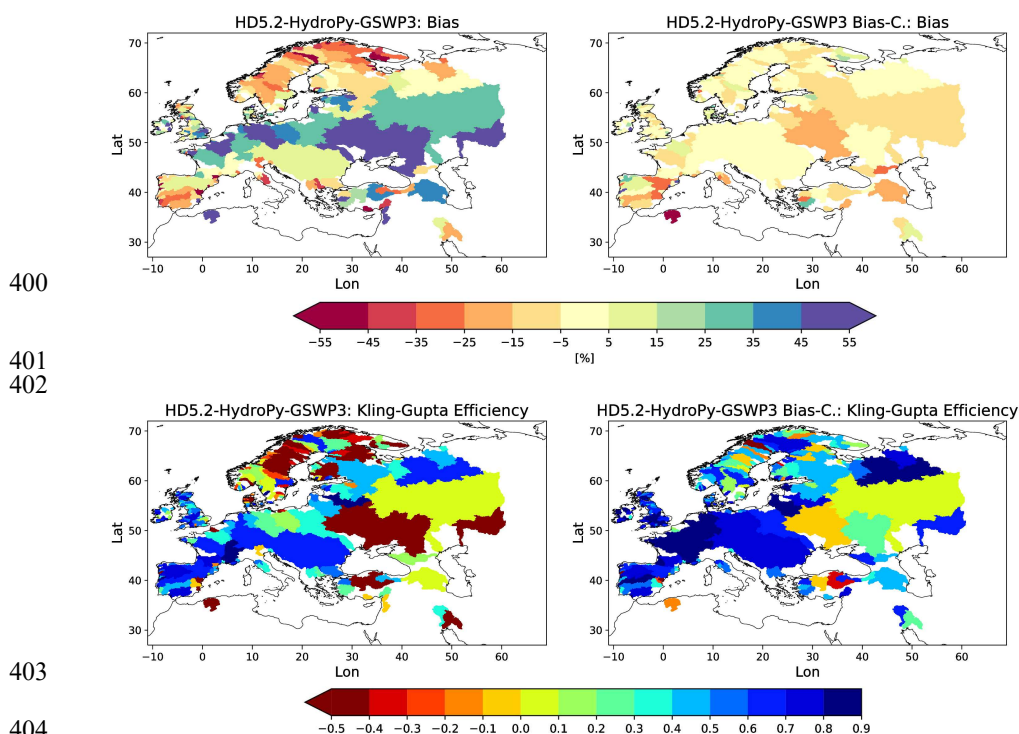 HD5.2-HydroPy-GSWP3: Bias
HD5.2-HydroPy-GSWP3 Bias-C.: Bias
70
60
50
40
30
Lat
−10 0 10 20 30 40 50 60
Lon
70
60
50
40
30
Lat
−10 0 10 20 30 40 50 60
Lon
400
−55 −45 −35 −25 −15 −5 5 15 25 35 45 55
[%]
401
402
HD5.2-HydroPy-GSWP3: Kling-Gupta Efficiency
HD5.2-HydroPy-GSWP3 Bias-C.: Kling-Gupta Efficiency
70
60
50
40
30
Lat
−10 0 10 20 30 40 50 60
Lon
70
60
50
40
30
Lat
−10 0 10 20 30 40 50 60
Lon
403
−0.5 −0.4 −0.3 −0.2 −0.1 0.0 0.1 0.2 0.3 0.4 0.5 0.6 0.7 0.8 0.9
404